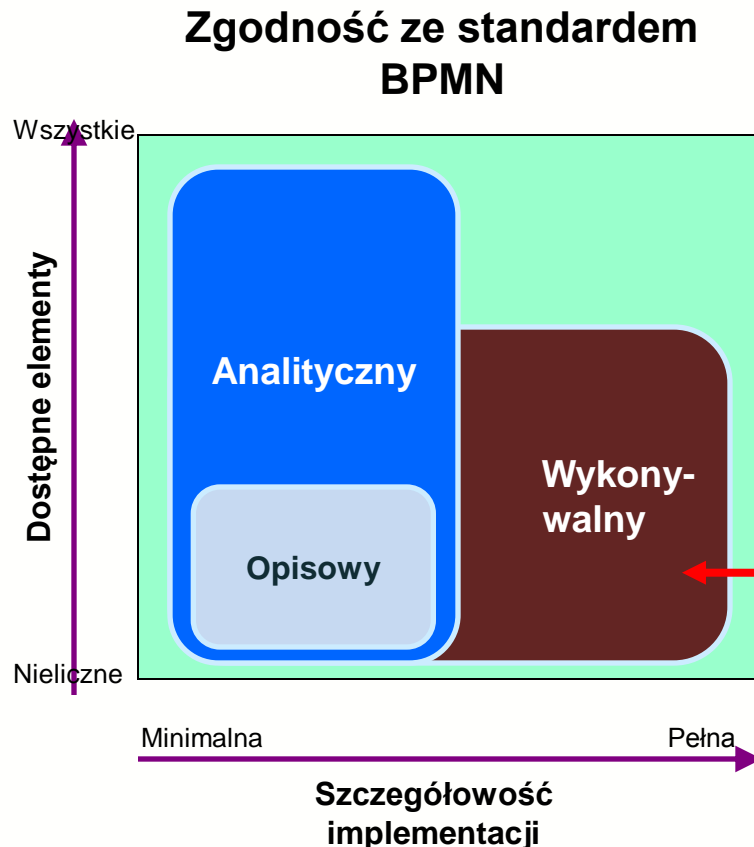 Zgodność ze standardem
BPMN
Wszystkie
Dostępne elementy
Analityczny
Wykony-
walny
Opisowy
Nieliczne
Minimalna
Pełna
Szczegółowość
implementacji